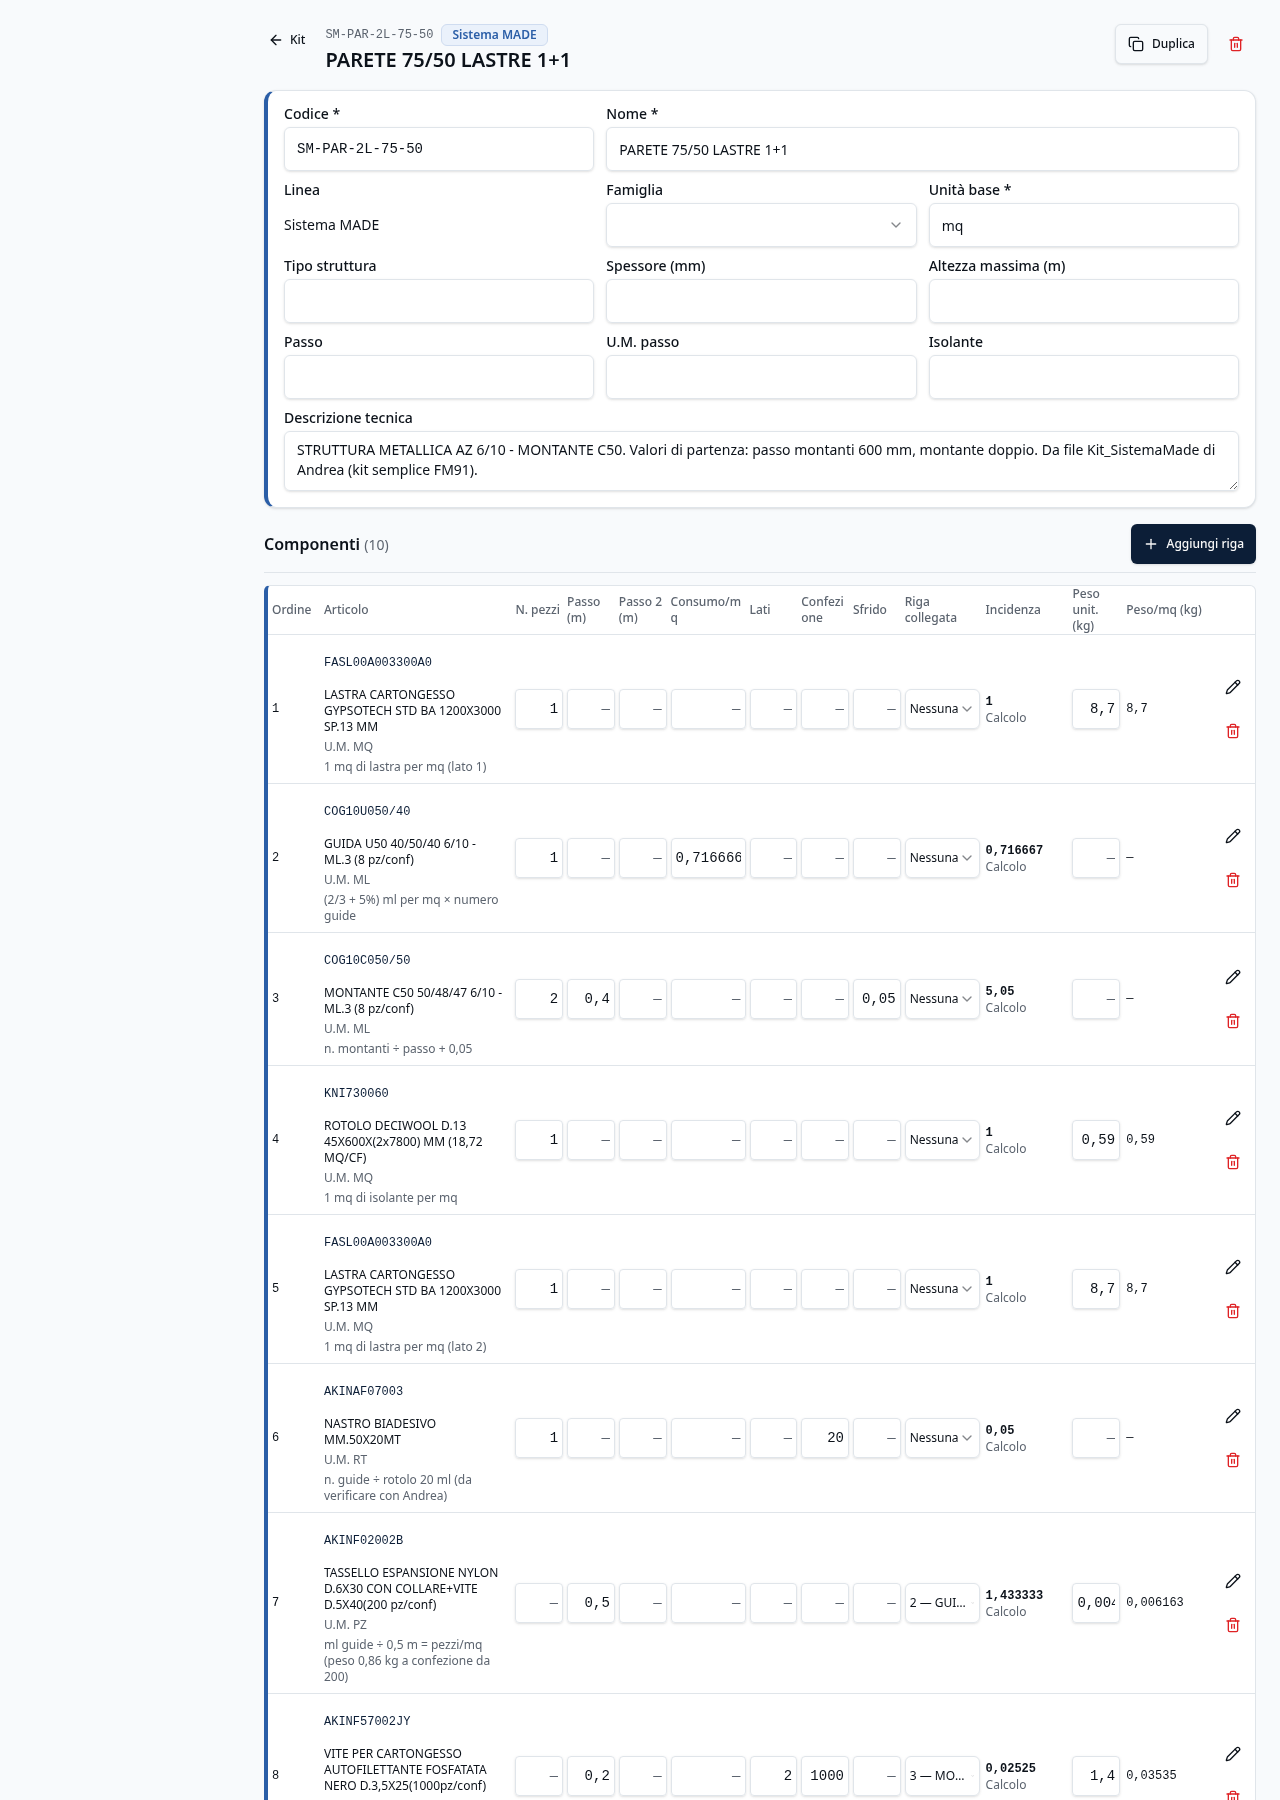 Kit
SM-PAR-2L-75-50 Sistema MADE
PARETE 75/50 LASTRE 1+1
Duplica
Codice * Nome *
SM-PAR-2L-75-50 PARETE 75/50 LASTRE 1+1
Linea Famiglia Unità base *
Sistema MADE mq
Tipo struttura Spessore (mm) Altezza massima (m)
Passo U.M. passo Isolante
Descrizione tecnica
STRUTTURA METALLICA AZ 6/10 - MONTANTE C50. Valori di partenza: passo montanti 600 mm, montante doppio. Da file Kit_SistemaMade di
Andrea (kit semplice FM91).
Componenti (10)
Aggiungi riga
Ordine Articolo N. pezzi Passo (m) Passo 2 (m) Consumo/mq Lati Confezione Sfrido Riga collegata Incidenza Peso unit. (kg) Peso/mq (kg)
FASL00A003300A0
LASTRA CARTONGESSO
GYPSOTECH STD BA 1200X3000
SP.13 MM
U.M. MQ
1 mq di lastra per mq (lato 1)
1 1 — — — — — — Nessuna 1 Calcolo 8,7 8,7
COG10U050/40
GUIDA U50 40/50/40 6/10 -
ML.3 (8 pz/conf)
U.M. ML
(2/3 + 5%) ml per mq × numero
guide
2 1 — — 0,716666 — — — Nessuna 0,716667 Calcolo — —
COG10C050/50
MONTANTE C50 50/48/47 6/10 -
ML.3 (8 pz/conf)
U.M. ML
n. montanti ÷ passo + 0,05
3 2 0,4 — — — — 0,05 Nessuna 5,05 Calcolo — —
KNI730060
ROTOLO DECIWOOL D.13
45X600X(2x7800) MM (18,72
MQ/CF)
U.M. MQ
1 mq di isolante per mq
4 1 — — — — — — Nessuna 1 Calcolo 0,59 0,59
FASL00A003300A0
LASTRA CARTONGESSO
GYPSOTECH STD BA 1200X3000
SP.13 MM
U.M. MQ
1 mq di lastra per mq (lato 2)
5 1 — — — — — — Nessuna 1 Calcolo 8,7 8,7
AKINAF07003
NASTRO BIADESIVO
MM.50X20MT
U.M. RT
n. guide ÷ rotolo 20 ml (da
verificare con Andrea)
6 1 — — — — 20 — Nessuna 0,05 Calcolo — —
AKINF02002B
TASSELLO ESPANSIONE NYLON
D.6X30 CON COLLARE+VITE
D.5X40(200 pz/conf)
U.M. PZ
ml guide ÷ 0,5 m = pezzi/mq
(peso 0,86 kg a confezione da
200)
7 — 0,5 — — — — — 2 — GUI... 1,433333 Calcolo 0,004 0,006163
AKINF57002JY
VITE PER CARTONGESSO
AUTOFILETTANTE FOSFATATA
NERO D.3,5X25(1000pz/conf)
8 — 0,2 — — 2 1000 — 3 — MO... 0,02525 Calcolo 1,4 0,03535